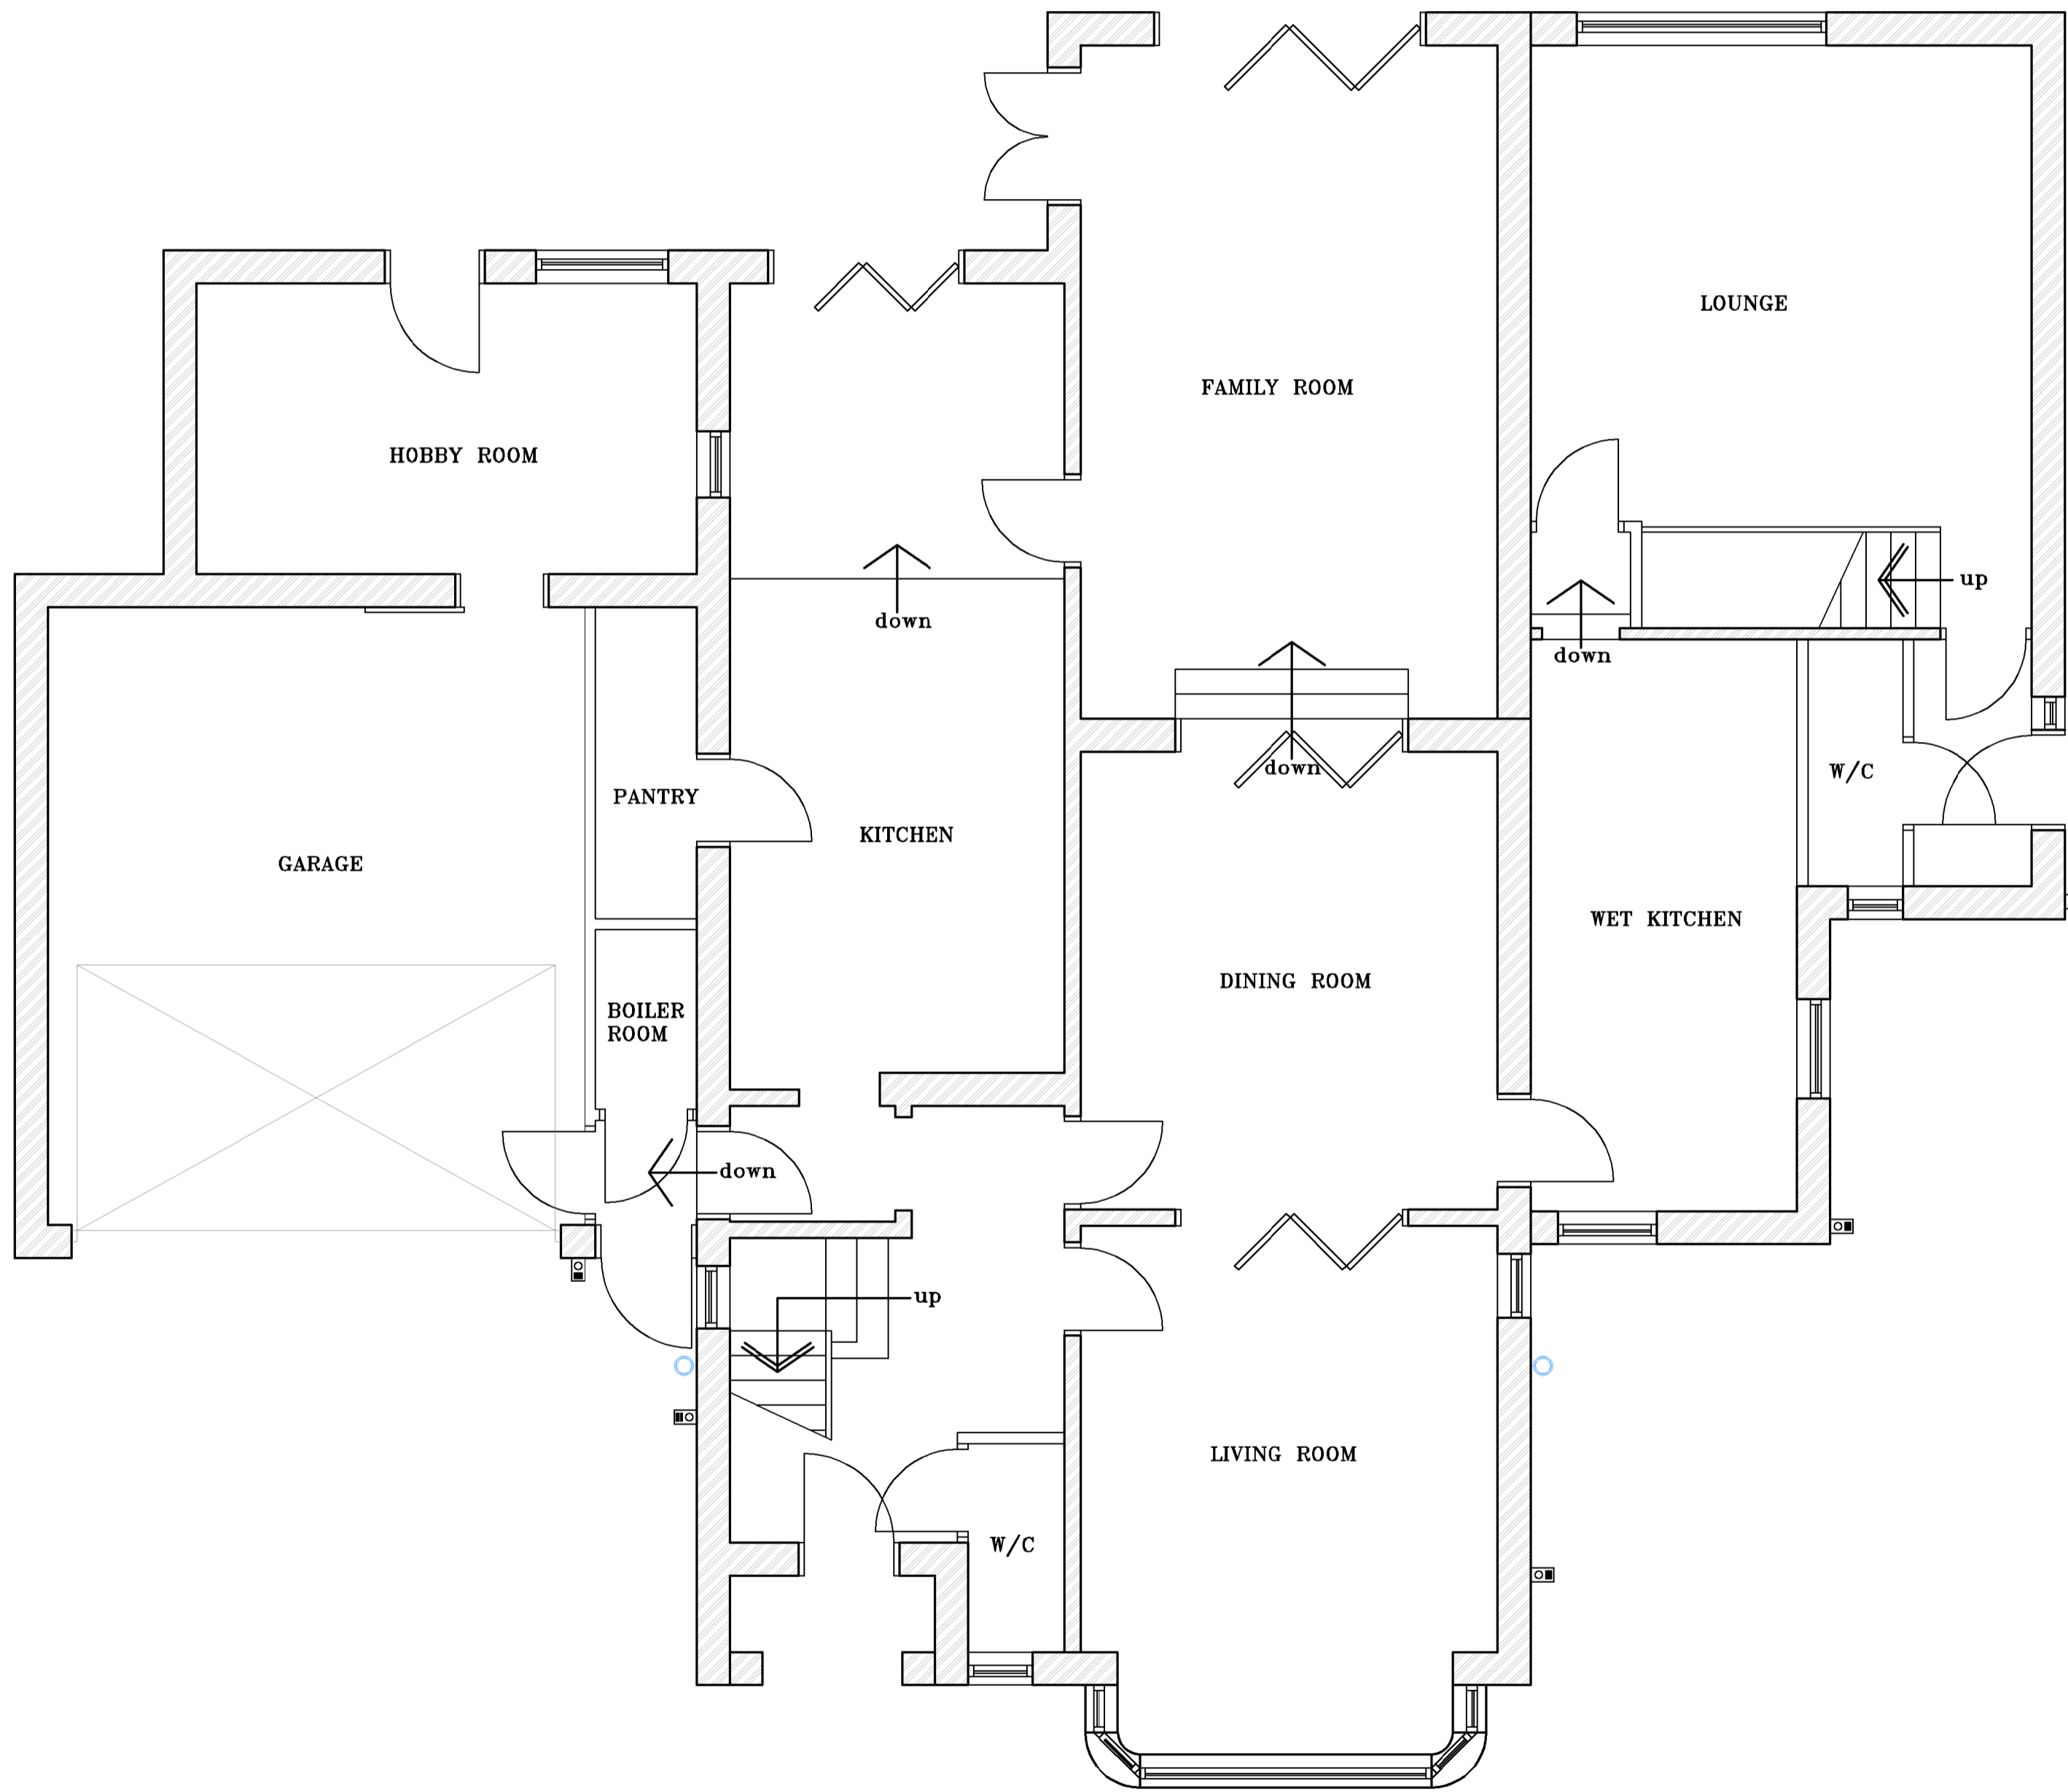 LOUNGE
FAMILY ROOM
HOBBY ROOM
up
down
down
down
W/C
PANTRY
KITCHEN
GARAGE
WET KITCHEN
DINING ROOM
BOILER
ROOM
down
up
LIVING ROOM
W/C